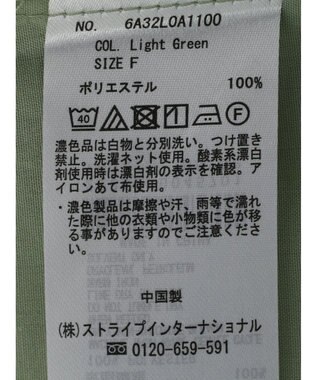 NO. 6A32L0A1100
COL. Light Green
SIZE F
ポリエステル 100%
40
濃色品は白物と分別洗い。つけ置き
禁止。洗濯ネット使用。酸素系漂白
剤使用時は漂白剤の表示を確認。ア
イロンあて布使用。
・濃色製品は摩擦や汗、雨等で濡れ
た際に他の衣類や小物類に色が移
る事がありますのでご注意くださ
い。
中国製
(株)ストライプインターナショナル
0120-659-591